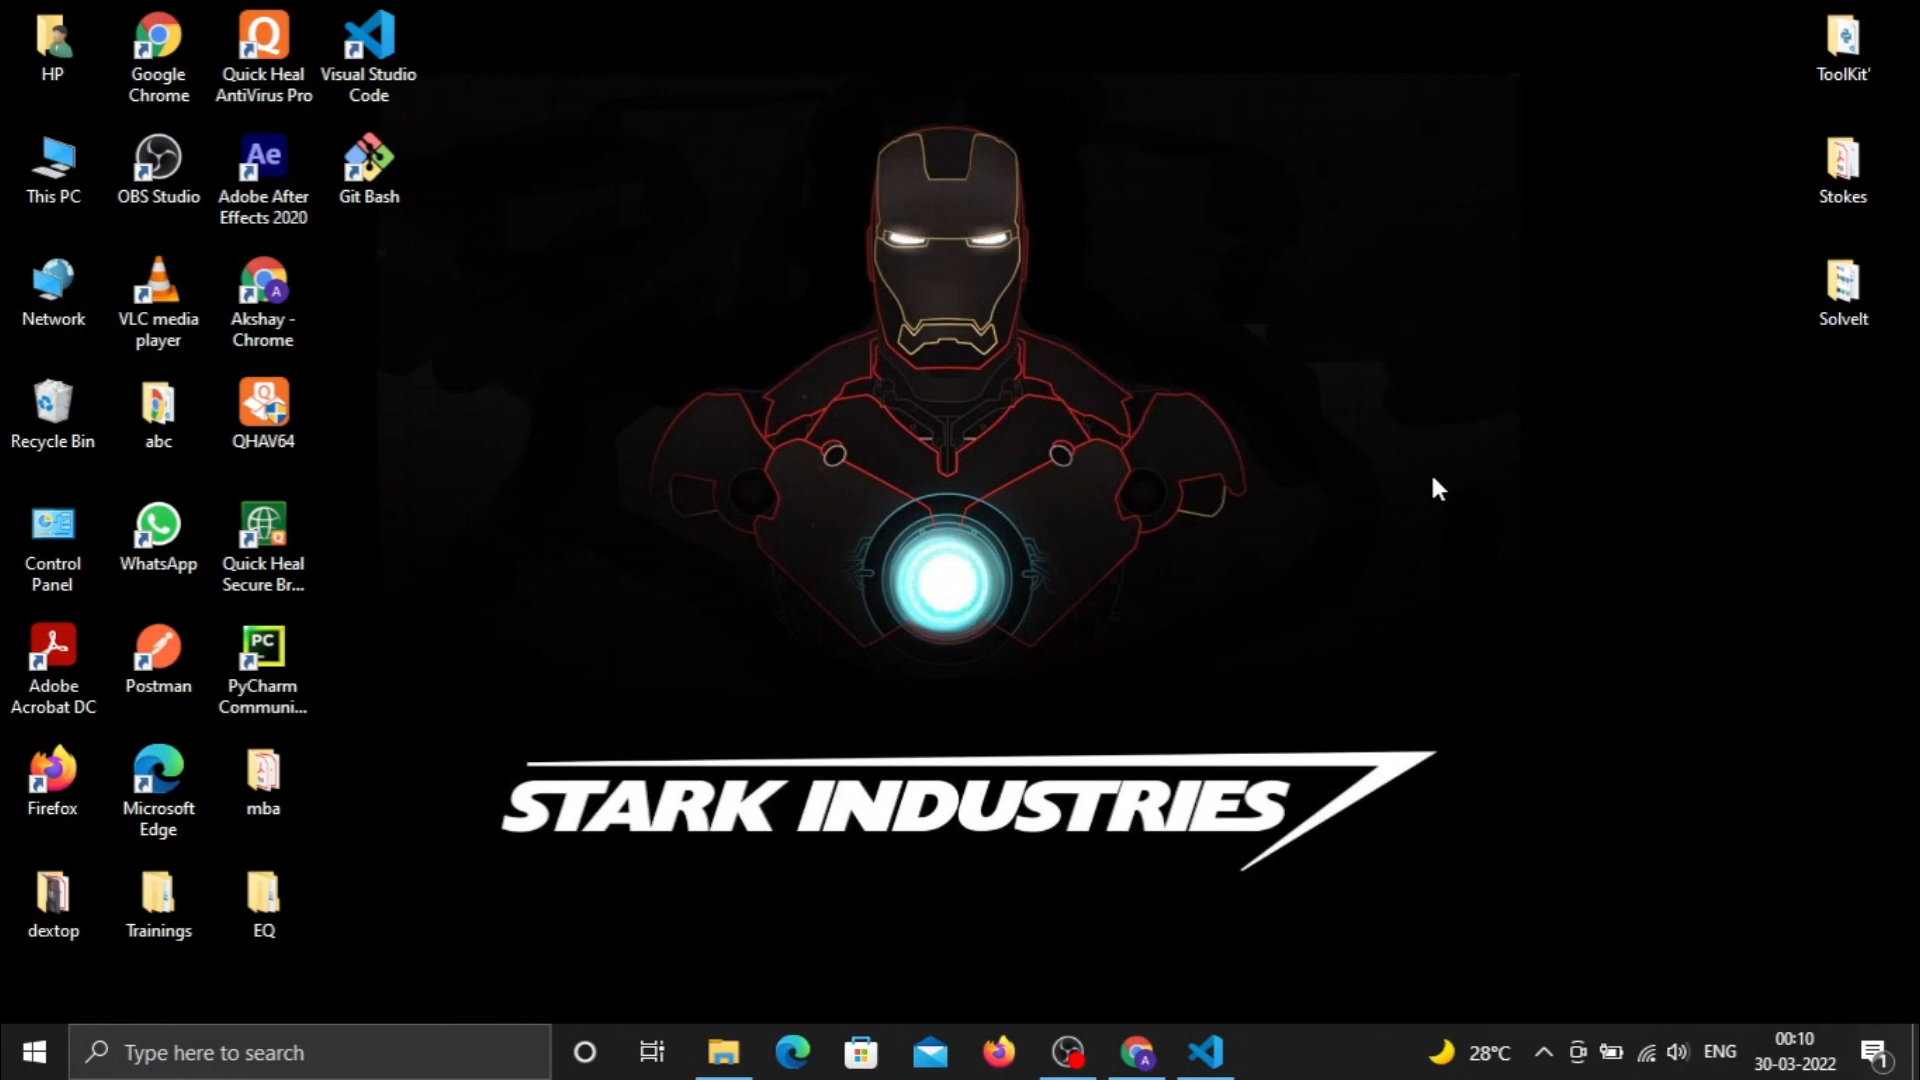 HP
Google
Chrome
Quick Heal
AntiVirus Pro
Visual Studio
Code
ToolKit'
This PC
OBS Studio
Ae
Adobe After
Effects 2020
Git Bash
Stokes
Network
VLC media
player
A
Akshay -
Chrome
SolveIt
Recycle Bin
abc
QHAV64
Control
Panel
WhatsApp
Quick Heal
Secure Br...
Adobe
Acrobat DC
Postman
PC
PyCharm
Communi...
Firefox
Microsoft
Edge
mba
STARK INDUSTRIES
dextop
Trainings
EQ
Type here to search
A
28°C
ENG
00:10
30-03-2022
1